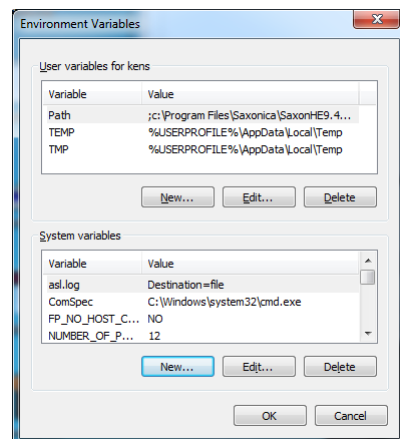 Environment Variables
User variables for kens
Variable Value
Path ;c:\Program Files\Saxonica\SaxonHE9.4...
TEMP %USERPROFILE%\AppData\Local\Temp
TMP %USERPROFILE%\AppData\Local\Temp
New... Edit... Delete
System variables
Variable Value
asl.log Destination=file
ComSpec C:\Windows\system32\cmd.exe
FP_NO_HOST_C... NO
NUMBER_OF_P... 12
New... Edit... Delete
OK Cancel